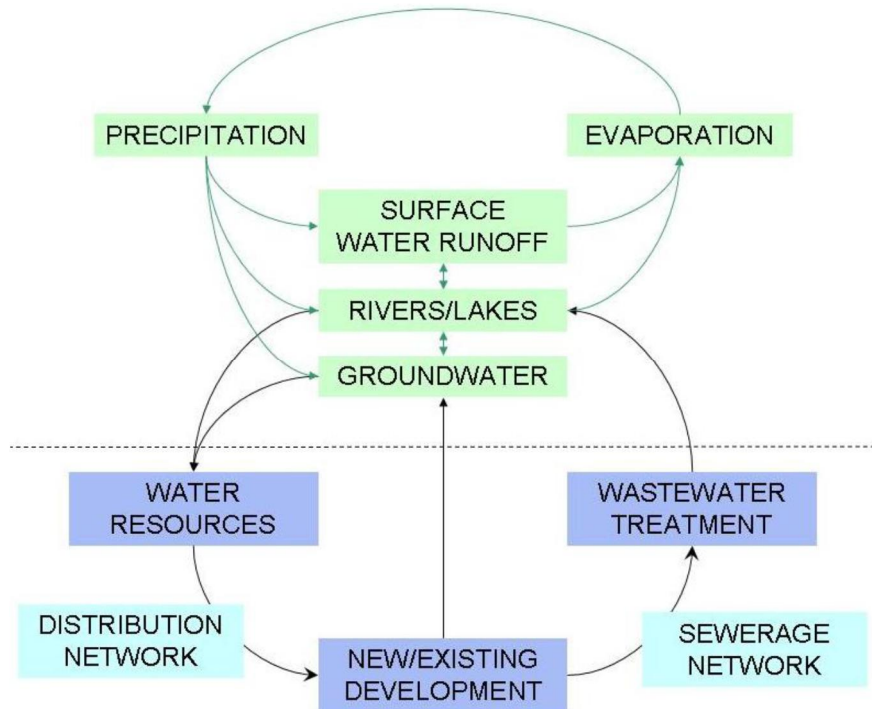 PRECIPITATION
EVAPORATION
SURFACE
WATER RUNOFF
RIVERS/LAKES
GROUNDWATER
WATER
RESOURCES
WASTEWATER
TREATMENT
DISTRIBUTION
NETWORK
NEW/EXISTING
DEVELOPMENT
SEWERAGE
NETWORK